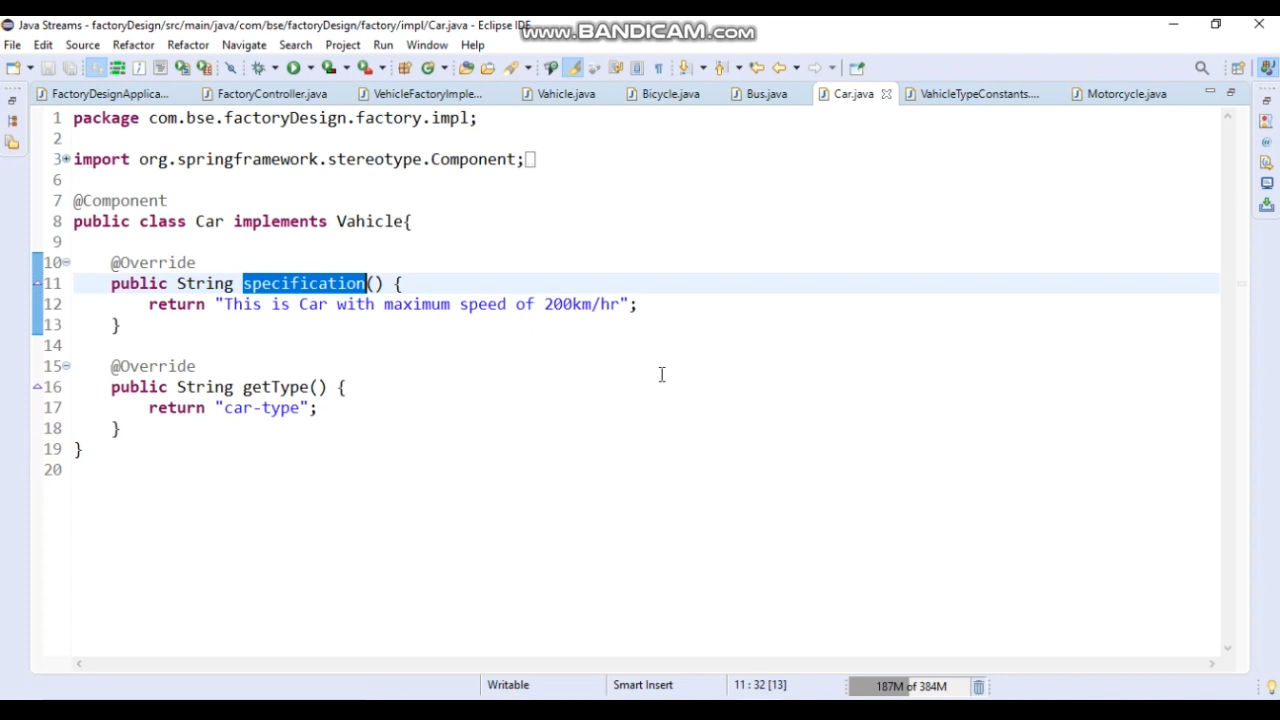 Java Streams - factoryDesign/src/main/java/com/bse/factoryDesign/factory/impl/Car.java - Eclipse IDE
www.BANDICAM.com
File Edit Source Refactor Refactor Navigate Search Project Run Window Help
FactoryDesignApplica... FactoryController.java VehicleFactoryImple... Vahicle.java Bicycle.java Bus.java Car.java VahicleTypeConstants.... Motorcycle.java
1 package com.bse.factoryDesign.factory.impl;
2
3 import org.springframework.stereotype.Component;
6
7 @Component
8 public class Car implements Vahicle{
9
10 @Override
11 public String specification() {
12 return "This is Car with maximum speed of 200km/hr";
13 }
14
15 @Override
16 public String getType() {
17 return "car-type";
18 }
19 }
20
Writable Smart Insert 11 : 32 [13] 187M of 384M